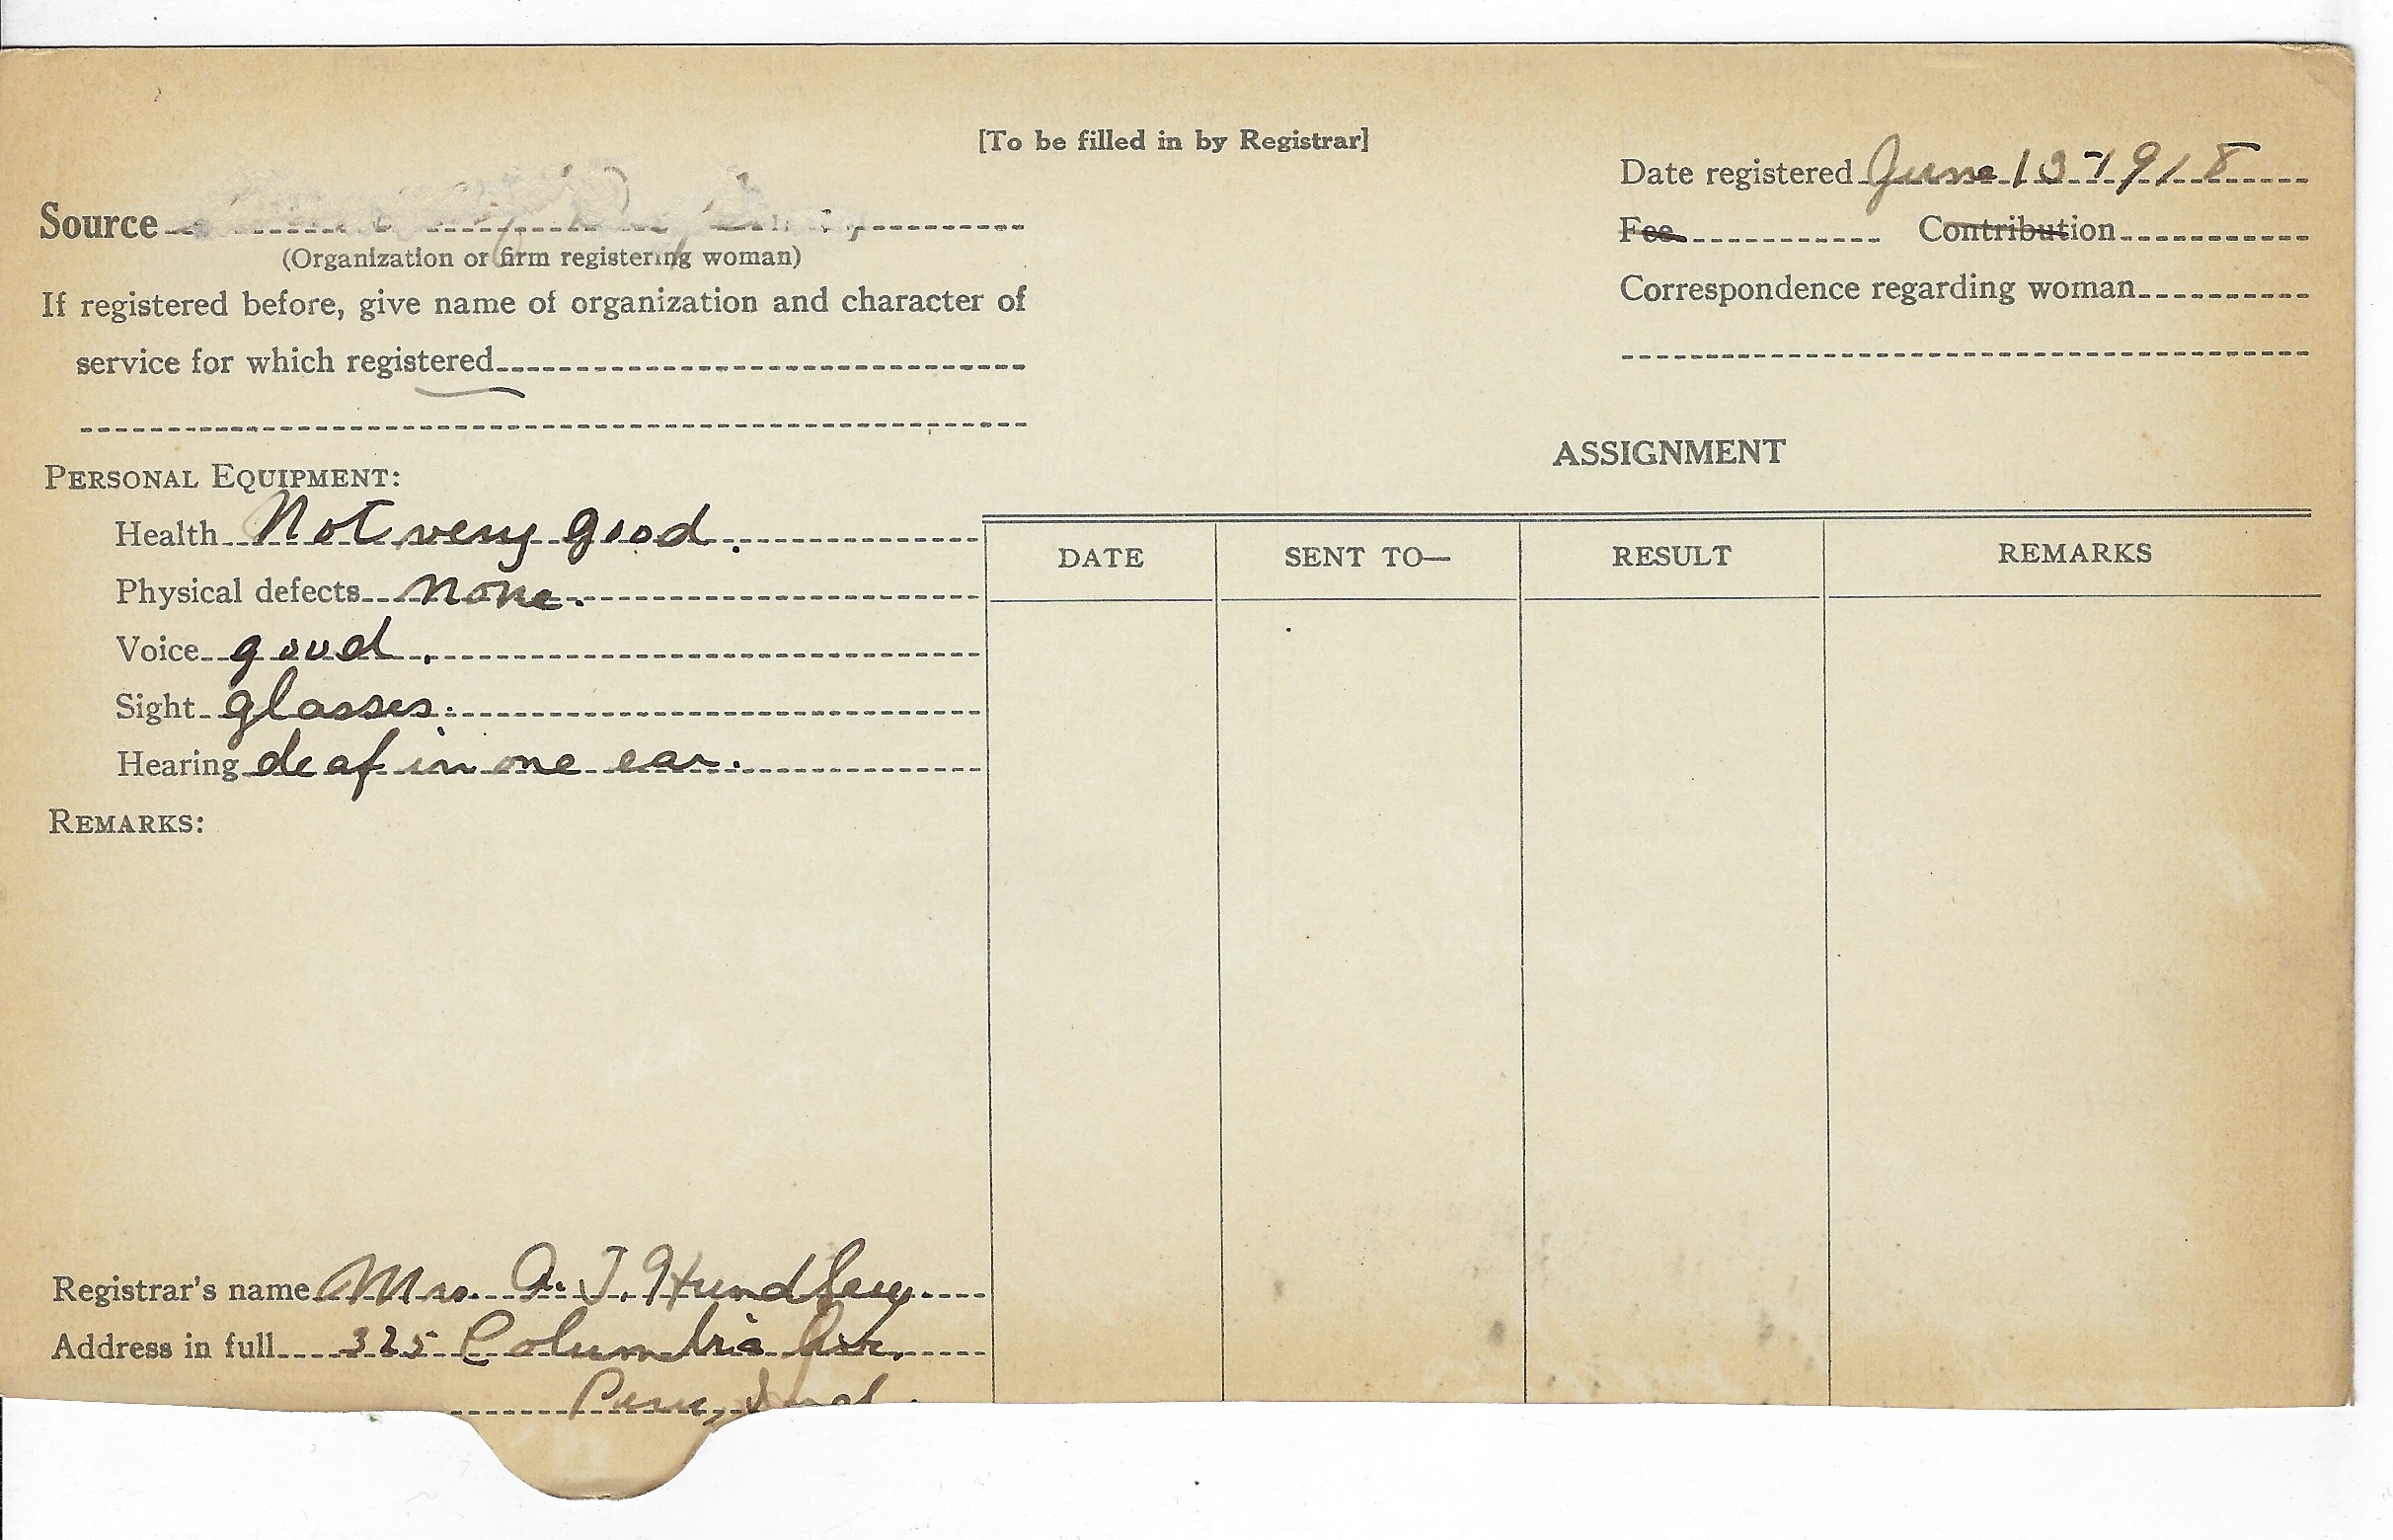 [To be filled in by Registrar]
Date registered June 13-1918
Source
Fee Contribution
(Organization or firm registering woman)
Correspondence regarding woman
If registered before, give name of organization and character of
service for which registered
PERSONAL EQUIPMENT:
Health Not very good.
Physical defects none.
Voice good.
Sight glasses.
Hearing deaf in one ear.
REMARKS:
Registrar's name Mrs. A. J. Hundley.
Address in full 325 Columbia Ave.
Peru, Ind.
ASSIGNMENT
DATE SENT TO— RESULT REMARKS